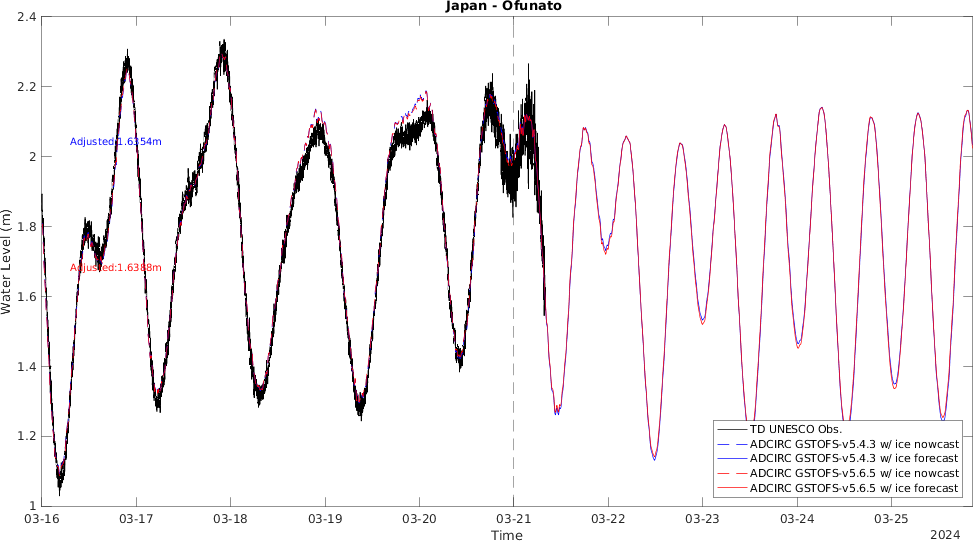 Japan - Ofunato
Water Level (m)
2.4
2.2
2
1.8
1.6
1.4
1.2
1
Adjusted:1.6354m
Adjusted:1.6388m
TD UNESCO Obs.
ADCIRC GSTOFS-v5.4.3 w/ ice nowcast
ADCIRC GSTOFS-v5.4.3 w/ ice forecast
ADCIRC GSTOFS-v5.6.5 w/ ice nowcast
ADCIRC GSTOFS-v5.6.5 w/ ice forecast
03-16 03-17 03-18 03-19 03-20 03-21 03-22 03-23 03-24 03-25
Time
2024